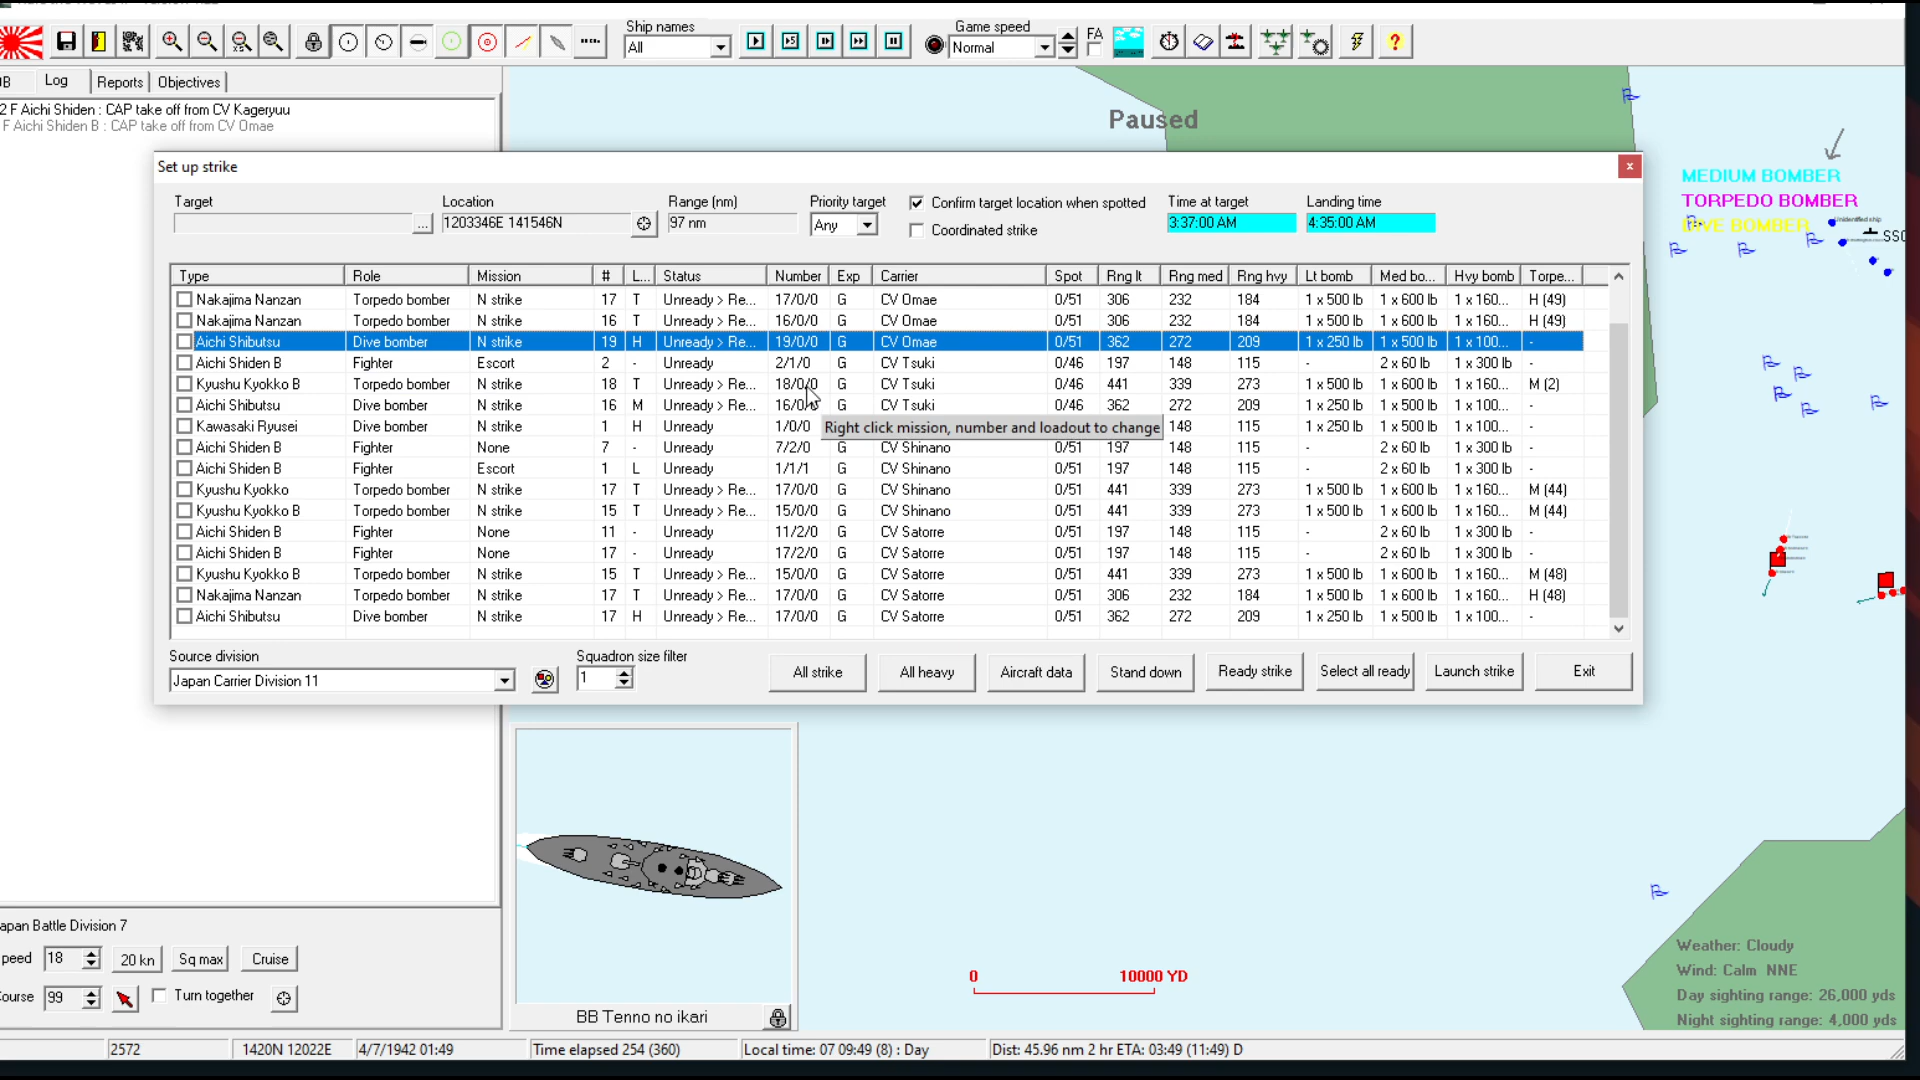 Ship names
All
Game speed
Normal
FA
Log
Reports
Objectives
2 F Aichi Shiden : CAP take off from CV Kageryuu
F Aichi Shiden B : CAP take off from CV Omae
Paused
MEDIUM BOMBER
TORPEDO BOMBER
DIVE BOMBER
Unidentified ship
Set up strike
Target
Location
Range (nm)
Priority target
Confirm target location when spotted
Time at target
Landing time
...
1203346E 141546N
97 nm
Any
Coordinated strike
3:37:00 AM
4:35:00 AM
Type Role Mission # L... Status Number Exp Carrier Spot Rng lt Rng med Rng hvy Lt bomb Med bo... Hvy bomb Torpe...
Nakajima Nanzan Torpedo bomber N strike 17 T Unready > Re... 17/0/0 G CV Omae 0/51 306 232 184 1 x 500 lb 1 x 600 lb 1 x 160... H (49)
Nakajima Nanzan Torpedo bomber N strike 16 T Unready > Re... 16/0/0 G CV Omae 0/51 306 232 184 1 x 500 lb 1 x 600 lb 1 x 160... H (49)
Aichi Shibutsu Dive bomber N strike 19 H Unready > Re... 19/0/0 G CV Omae 0/51 362 272 209 1 x 250 lb 1 x 500 lb 1 x 100... -
Aichi Shiden B Fighter Escort 2 - Unready 2/1/0 G CV Tsuki 0/46 197 148 115 - 2 x 60 lb 1 x 300 lb -
Kyushu Kyokko B Torpedo bomber N strike 18 T Unready > Re... 18/0/0 G CV Tsuki 0/46 441 339 273 1 x 500 lb 1 x 600 lb 1 x 160... M (2)
Aichi Shibutsu Dive bomber N strike 16 M Unready > Re... 16/0/ G CV Tsuki 0/46 362 272 209 1 x 250 lb 1 x 500 lb 1 x 100... -
Kawasaki Ryusei Dive bomber N strike 1 H Unready 1/0/0 148 209 1 x 250 lb 1 x 500 lb 1 x 100... -
Right click mission, number and loadout to change
Aichi Shiden B Fighter None 7 - Unready 7/2/0 G CV Shinano 0/51 197 148 115 - 2 x 60 lb 1 x 300 lb -
Aichi Shiden B Fighter Escort 1 L Unready 1/1/1 G CV Shinano 0/51 197 148 115 - 2 x 60 lb 1 x 300 lb -
Kyushu Kyokko Torpedo bomber N strike 17 T Unready > Re... 17/0/0 G CV Shinano 0/51 441 339 273 1 x 500 lb 1 x 600 lb 1 x 160... M (44)
Kyushu Kyokko B Torpedo bomber N strike 15 T Unready > Re... 15/0/0 G CV Shinano 0/51 441 339 273 1 x 500 lb 1 x 600 lb 1 x 160... M (44)
Aichi Shiden B Fighter None 11 - Unready 11/2/0 G CV Satorre 0/51 197 148 115 - 2 x 60 lb 1 x 300 lb -
Aichi Shiden B Fighter None 17 - Unready 17/2/0 G CV Satorre 0/51 197 148 115 - 2 x 60 lb 1 x 300 lb -
Kyushu Kyokko B Torpedo bomber N strike 15 T Unready > Re... 15/0/0 G CV Satorre 0/51 441 339 273 1 x 500 lb 1 x 600 lb 1 x 160... M (48)
Nakajima Nanzan Torpedo bomber N strike 17 T Unready > Re... 17/0/0 G CV Satorre 0/51 306 232 184 1 x 500 lb 1 x 600 lb 1 x 160... H (48)
Aichi Shibutsu Dive bomber N strike 17 H Unready > Re... 17/0/0 G CV Satorre 0/51 362 272 209 1 x 250 lb 1 x 500 lb 1 x 100... -
Source division
Japan Carrier Division 11
Squadron size filter
1
All strike
All heavy
Aircraft data
Stand down
Ready strike
Select all ready
Launch strike
Exit
apan Battle Division 7
peed 18 20 kn Sq max Cruise
ourse 99 Turn together
BB Tenno no ikari
0 10000 YD
Weather: Cloudy
Wind: Calm NNE
Day sighting range: 26,000 yds
Night sighting range: 4,000 yds
2572
1420N 12022E
4/7/1942 01:49
Time elapsed 254 (360)
Local time: 07 09:49 (8) : Day
Dist: 45.96 nm 2 hr ETA: 03:49 (11:49) D